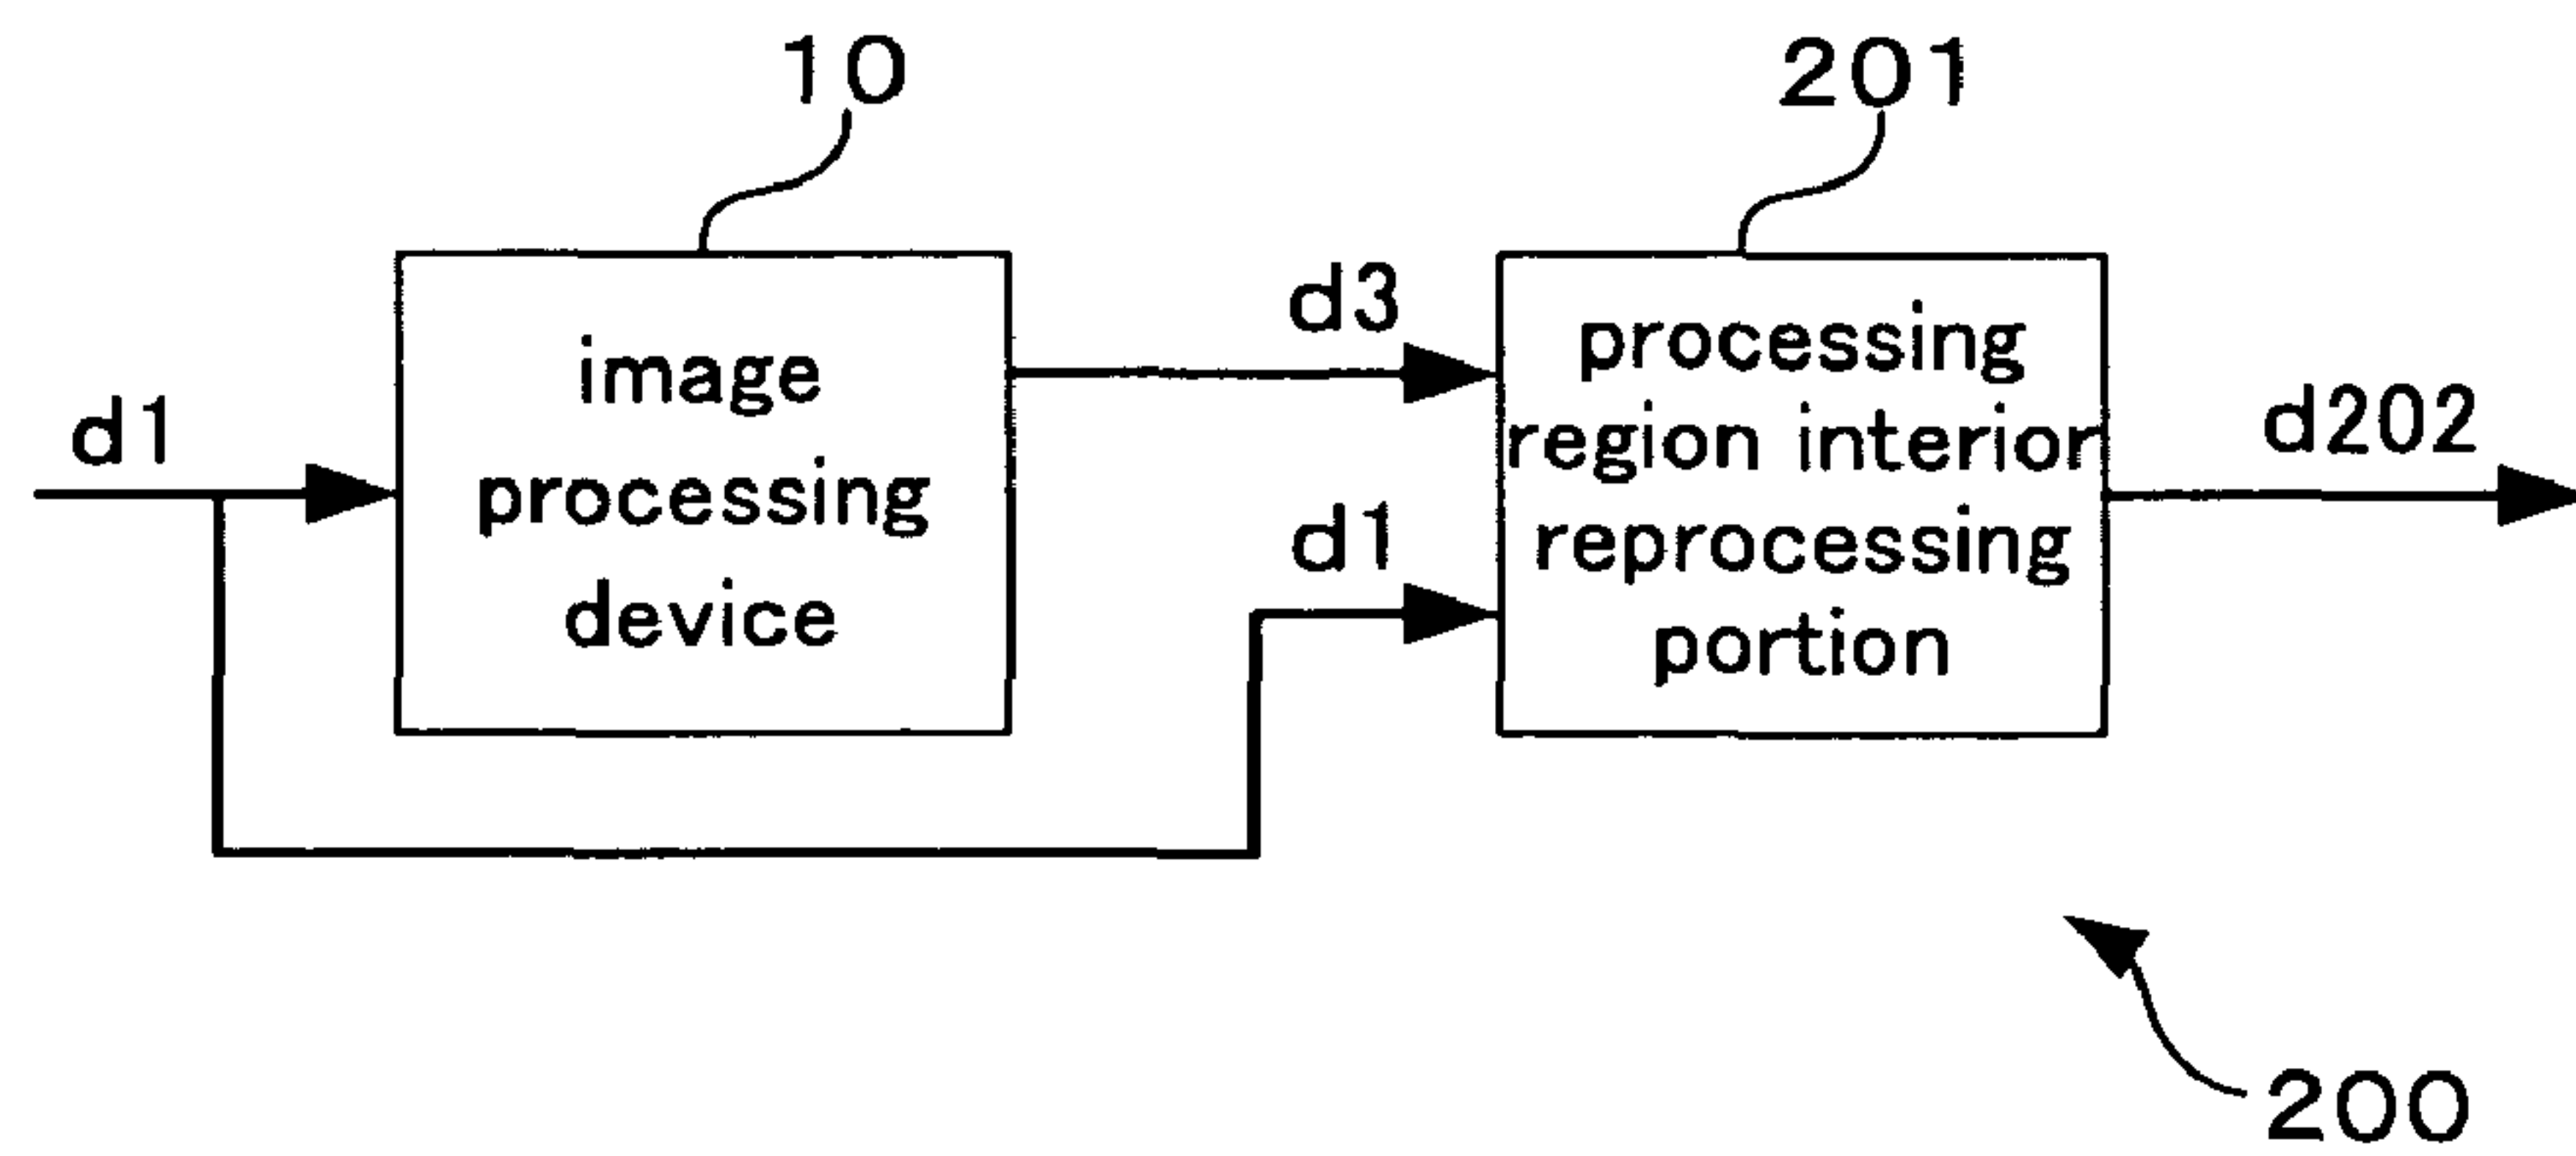 10
201
image
processing
device
processing
region interior
reprocessing
portion
d1
d3
d1
d202
200